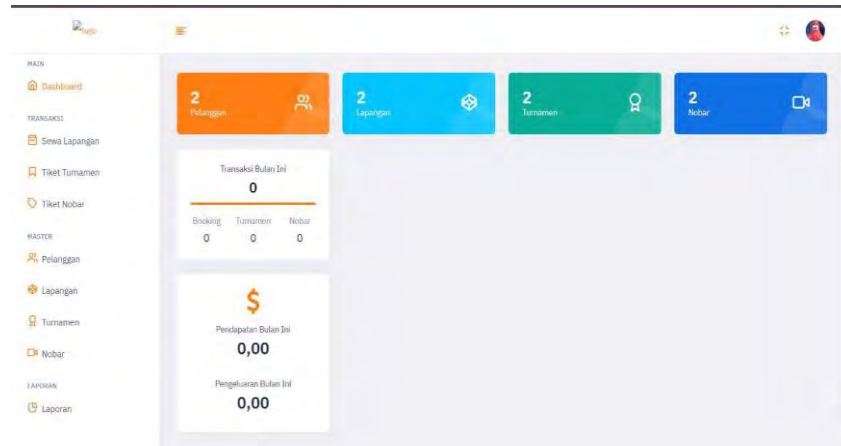 MAIN
Dashboard
TRANSAKSI
Sewa Lapangan
Tiket Turnamen
Tiket Nobar
MASTER
Pelanggan
Lapangan
Turnamen
Nobar
LAPORAN
Laporan
2
Pelanggan
2
Lapangan
2
Turnamen
2
Nobar
Transaksi Bulan Ini
0
Booking Turnamen Nobar
0 0 0
$
Pendapatan Bulan Ini
0,00
Pengeluaran Bulan Ini
0,00